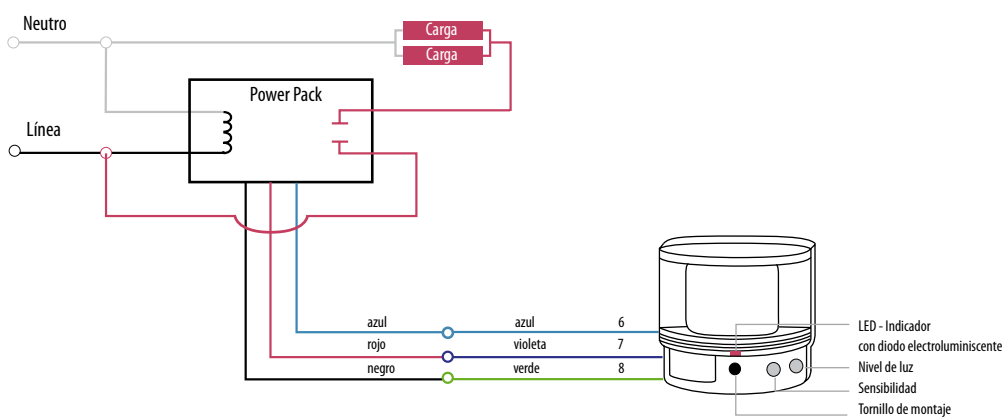 Neutro
Carga
Carga
Power Pack
Línea
azul azul 6
rojo violeta 7
negro verde 8
LED - Indicador
con diodo electroluminiscente
Nivel de luz
Sensibilidad
Tornillo de montaje